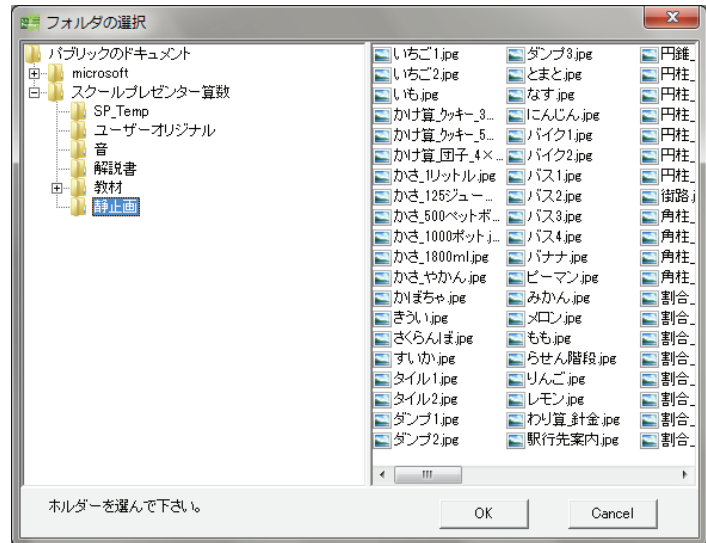 フォルダの選択
パブリックのドキュメント
microsoft
スクールプレゼンター算数
SP_Temp
ユーザーオリジナル
音
解説書
教材
静止画
いちご1.jpg
いちご2.jpg
いも.jpg
かけ算_クッキー_3...
かけ算_クッキー_5...
かけ算_団子_4×...
かさ_1リットル.jpg
かさ_125ジュー...
かさ_500ペットボ...
かさ_1000ポット.j...
かさ_1800ml.jpg
かさ_やかん.jpg
かぼちゃ.jpg
きうい.jpg
さくらんぼ.jpg
すいか.jpg
タイル1.jpg
タイル2.jpg
ダンプ1.jpg
ダンプ2.jpg
ダンプ3.jpg
とまと.jpg
なす.jpg
にんじん.jpg
バイク1.jpg
バイク2.jpg
バス1.jpg
バス2.jpg
バス3.jpg
バス4.jpg
バナナ.jpg
ピーマン.jpg
みかん.jpg
メロン.jpg
もも.jpg
らせん階段.jpg
りんご.jpg
レモン.jpg
わり算_針金.jpg
駅行先案内.jpg
円錐_
円柱_
円柱_
円柱_
円柱_
円柱_
円柱_
街路.j
角柱_
角柱_
角柱_
角柱_
割合_
割合_
割合_
割合_
割合_
割合_
割合_
割合_
ホルダーを選んで下さい。
OK
Cancel